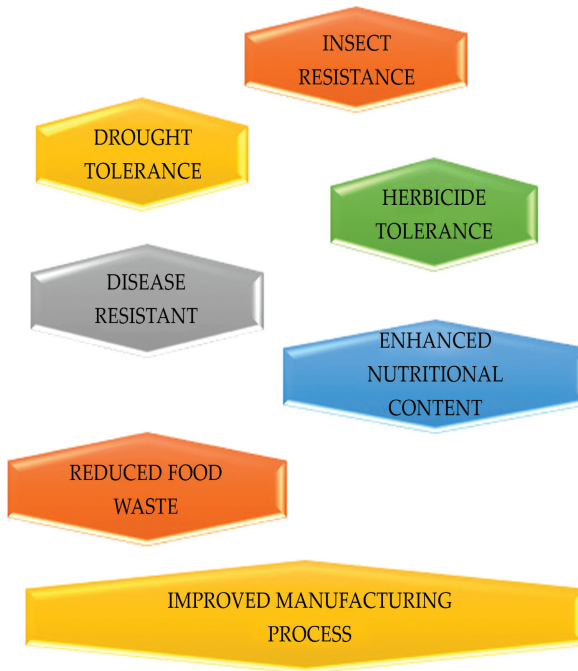 INSECT
RESISTANCE
DROUGHT
TOLERANCE
HERBICIDE
TOLERANCE
DISEASE
RESISTANT
ENHANCED
NUTRITIONAL
CONTENT
REDUCED FOOD
WASTE
IMPROVED MANUFACTURING
PROCESS